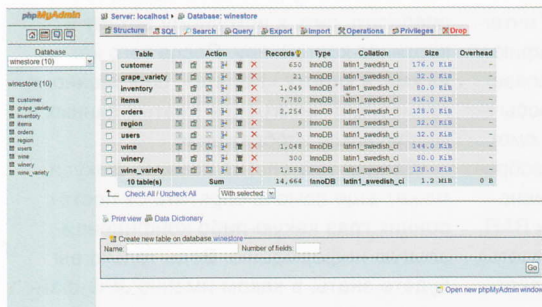 phpMyAdmin
Database
winestore (10)
winestore (10)
customer
grape_variety
inventory
items
orders
region
users
wine
winery
wine_variety
Server: localhost ▸ Database: winestore
Structure SQL Search Query Export Import Operations Privileges Drop
Table Action Records Type Collation Size Overhead
customer 650 InnoDB latin1_swedish_ci 176.0 KiB -
grape_variety 21 InnoDB latin1_swedish_ci 32.0 KiB -
inventory 1,049 InnoDB latin1_swedish_ci 80.0 KiB -
items 7,780 InnoDB latin1_swedish_ci 416.0 KiB -
orders 2,254 InnoDB latin1_swedish_ci 128.0 KiB -
region 9 InnoDB latin1_swedish_ci 32.0 KiB -
users 0 InnoDB latin1_swedish_ci 32.0 KiB -
wine 1,048 InnoDB latin1_swedish_ci 144.0 KiB -
winery 300 InnoDB latin1_swedish_ci 80.0 KiB -
wine_variety 1,553 InnoDB latin1_swedish_ci 128.0 KiB -
10 table(s) Sum 14,664 InnoDB latin1_swedish_ci 1.2 MiB 0 B
Check All / Uncheck All With selected:
Print view Data Dictionary
Create new table on database winestore
Name: Number of fields:
Go
Open new phpMyAdmin window